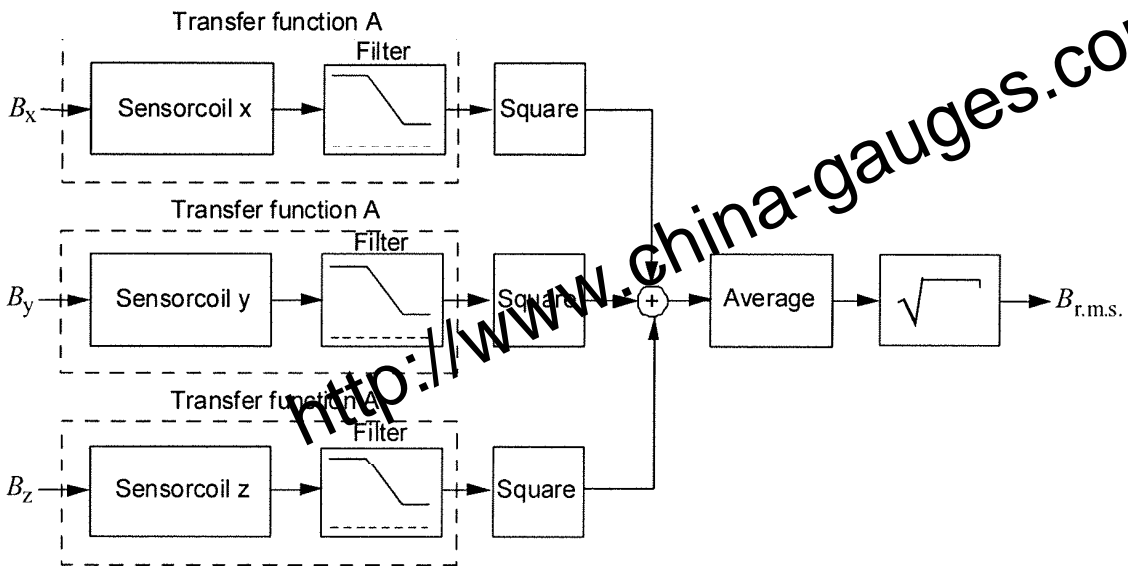 Transfer function A
Filter
B_x
Sensorcoil x
Square
Transfer function A
Filter
B_y
Sensorcoil y
Square
+
Average
√
B_r.m.s.
Transfer function A
Filter
B_z
Sensorcoil z
Square
http://www.china-gauges.co